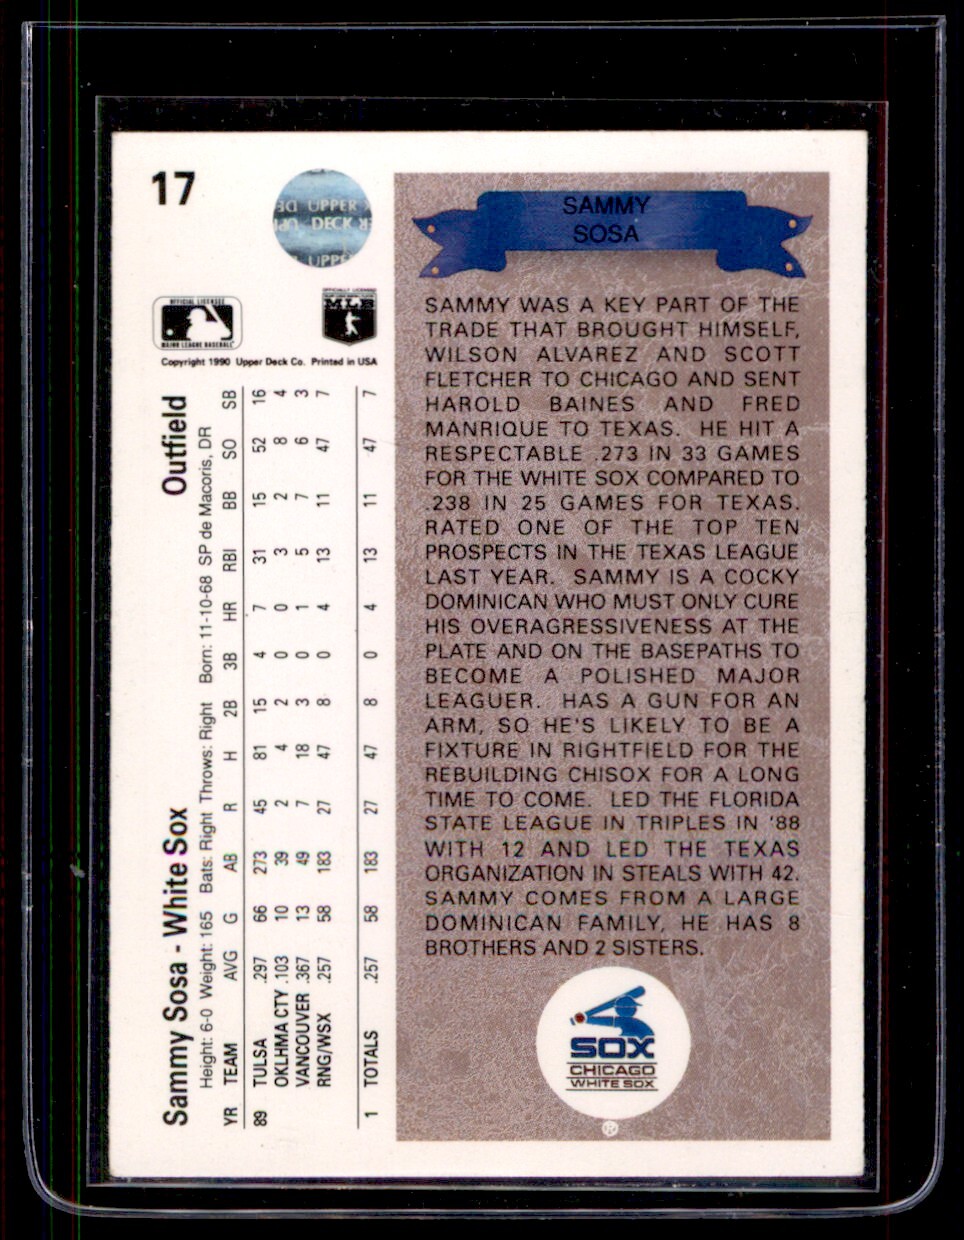 17
UPPER
DECK
UPPER
OFFICIAL LICENSEE
MAJOR LEAGUE BASEBALL
OFFICIALLY LICENSED
MLB
Copyright 1990 Upper Deck Co. Printed in USA
Sammy Sosa - White Sox Outfield
Height: 6-0 Weight: 165 Bats: Right Throws: Right Born: 11-10-68 SP de Macoris, DR
YR TEAM AVG G AB R H 2B 3B HR RBI BB SO SB
89 TULSA .297 66 273 45 81 15 4 7 31 15 52 16
OKLHMA CTY .103 10 39 2 4 2 0 0 3 2 8 4
VANCOUVER .367 13 49 7 18 3 0 1 5 7 6 3
RNG/WSX .257 58 183 27 47 8 0 4 13 11 47 7
1 TOTALS .257 58 183 27 47 8 0 4 13 11 47 7
SAMMY
SOSA
SAMMY WAS A KEY PART OF THE
TRADE THAT BROUGHT HIMSELF,
WILSON ALVAREZ AND SCOTT
FLETCHER TO CHICAGO AND SENT
HAROLD BAINES AND FRED
MANRIQUE TO TEXAS. HE HIT A
RESPECTABLE .273 IN 33 GAMES
FOR THE WHITE SOX COMPARED TO
.238 IN 25 GAMES FOR TEXAS.
RATED ONE OF THE TOP TEN
PROSPECTS IN THE TEXAS LEAGUE
LAST YEAR. SAMMY IS A COCKY
DOMINICAN WHO MUST ONLY CURE
HIS OVERAGRESSIVENESS AT THE
PLATE AND ON THE BASEPATHS TO
BECOME A POLISHED MAJOR
LEAGUER. HAS A GUN FOR AN
ARM, SO HE'S LIKELY TO BE A
FIXTURE IN RIGHTFIELD FOR THE
REBUILDING CHISOX FOR A LONG
TIME TO COME. LED THE FLORIDA
STATE LEAGUE IN TRIPLES IN '88
WITH 12 AND LED THE TEXAS
ORGANIZATION IN STEALS WITH 42.
SAMMY COMES FROM A LARGE
DOMINICAN FAMILY, HE HAS 8
BROTHERS AND 2 SISTERS.
SOX
CHICAGO
WHITE SOX
®